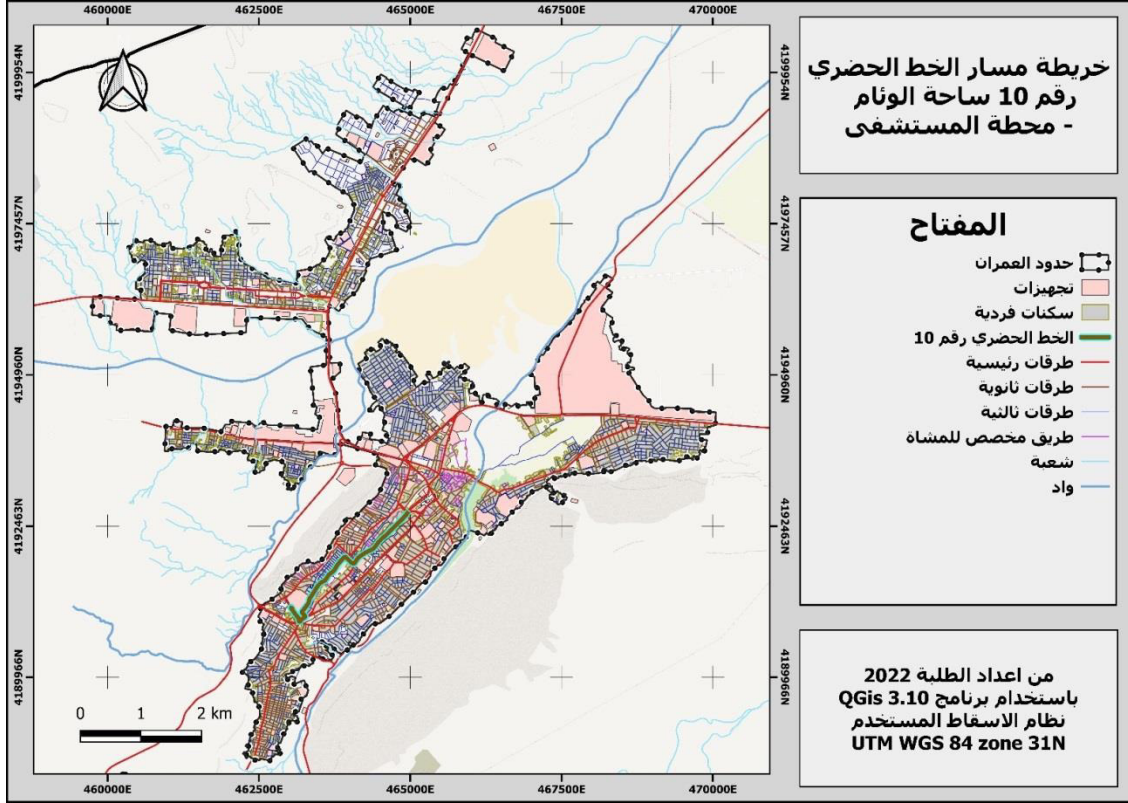 460000E 462500E 465000E 467500E 470000E
4199954N 4199954N
4197457N 4197457N
4194960N 4194960N
4192463N 4192463N
4189966N 4189966N
0 1 2 km
460000E 462500E 465000E 467500E 470000E
خريطة مسار الخط الحضري
رقم 10 ساحة الوئام
- محطة المستشفى
المفتاح
حدود العمران
تجهيزات
سكنات فردية
الخط الحضري رقم 10
طرقات رئيسية
طرقات ثانوية
طرقات ثالثية
طريق مخصص للمشاة
شعبة
واد
من اعداد الطلبة 2022
باستخدام برنامج QGis 3.10
نظام الاسقاط المستخدم
UTM WGS 84 zone 31N